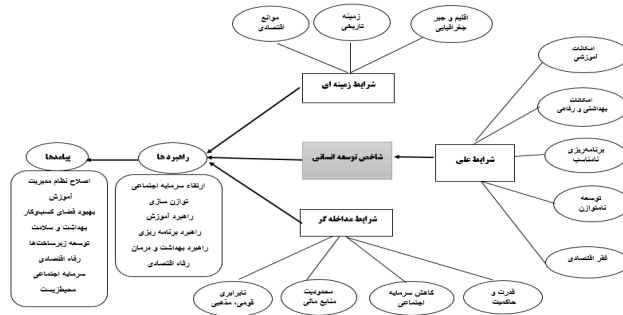 موانع
اقتصادی
زمینه
تاریخی
اقلیم و جبر
جغرافیایی
شرایط زمینه ای
امکانات
آموزشی
امکانات
بهداشتی و رفاهی
برنامه‌ریزی
نامناسب
توسعه
نامتوازن
فقر اقتصادی
شرایط علی
شاخص توسعه انسانی
راهبردها
پیامدها
ارتقاء سرمایه اجتماعی
توازن سازی
راهبرد آموزش
راهبرد برنامه ریزی
راهبرد بهداشت و درمان
رفاه اقتصادی
اصلاح نظام مدیریت
آموزش
بهبود فضای کسب‌وکار
بهداشت و سلامت
توسعه زیرساخت‌ها
رفاه اقتصادی
سرمایه اجتماعی
محیط‌زیست
شرایط مداخله گر
نابرابری
قومی، مذهبی
محدودیت
منابع مالی
کاهش سرمایه
اجتماعی
قدرت و
حاکمیت